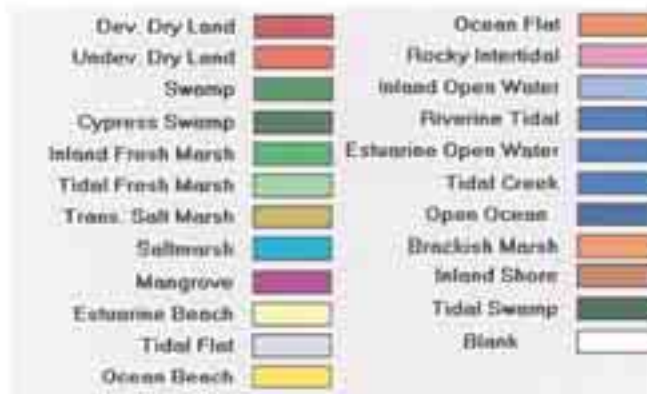 Dev. Dry Land
Undev. Dry Land
Swamp
Cypress Swamp
Inland Fresh Marsh
Tidal Fresh Marsh
Trans. Salt Marsh
Saltmarsh
Mangrove
Estuarine Beach
Tidal Flat
Ocean Beach
Ocean Flat
Rocky Intertidal
Inland Open Water
Riverine Tidal
Estuarine Open Water
Tidal Creek
Open Ocean
Brackish Marsh
Inland Shore
Tidal Swamp
Blank